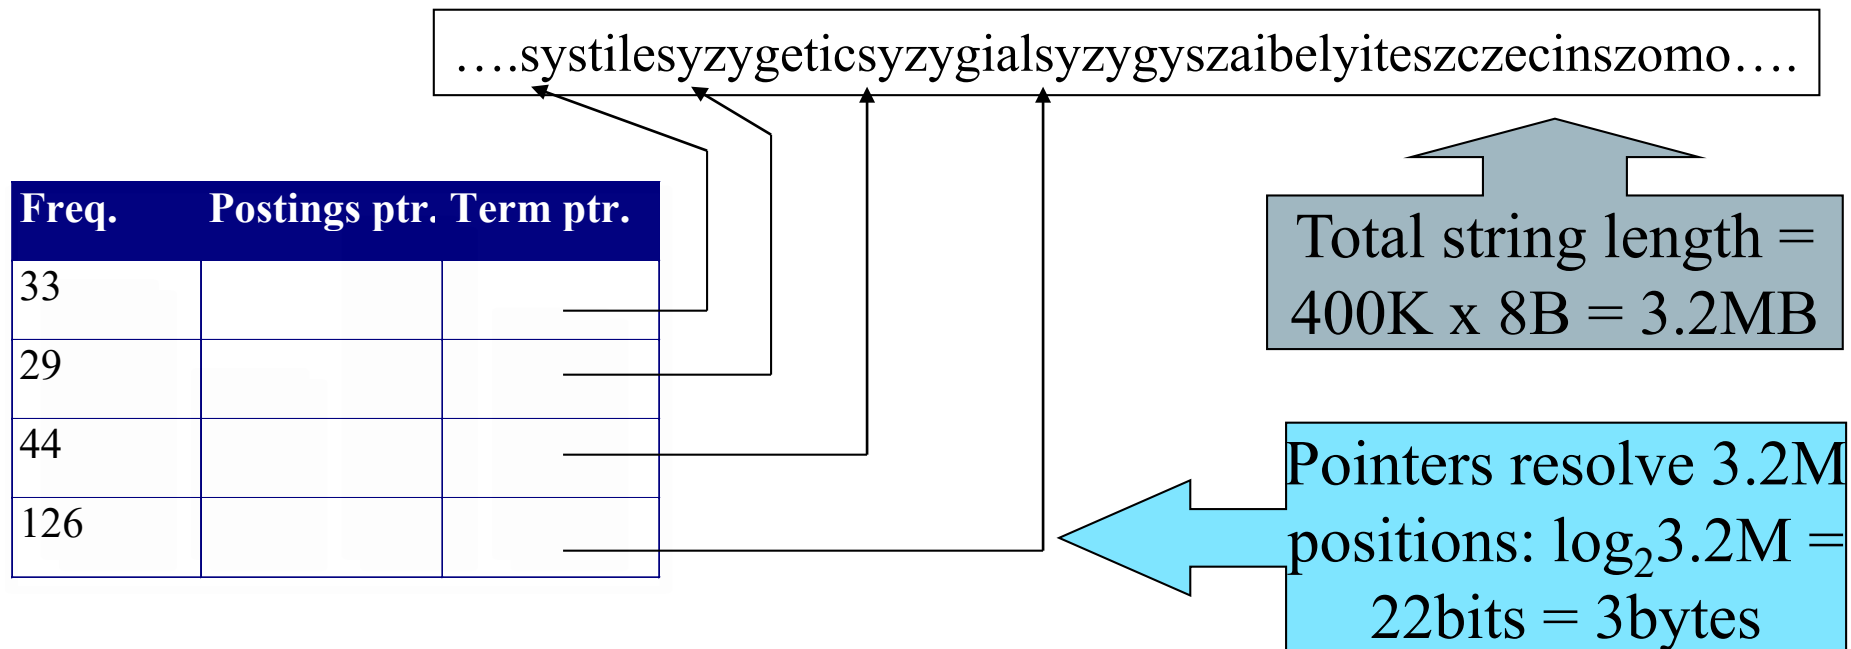 ….systilesyzygeticsyzygialsyzygyszaibelyiteszczecinszomo….
Freq. Postings ptr. Term ptr.
33
29
44
126
Total string length =
400K x 8B = 3.2MB
Pointers resolve 3.2M
positions: log₂3.2M =
22bits = 3bytes